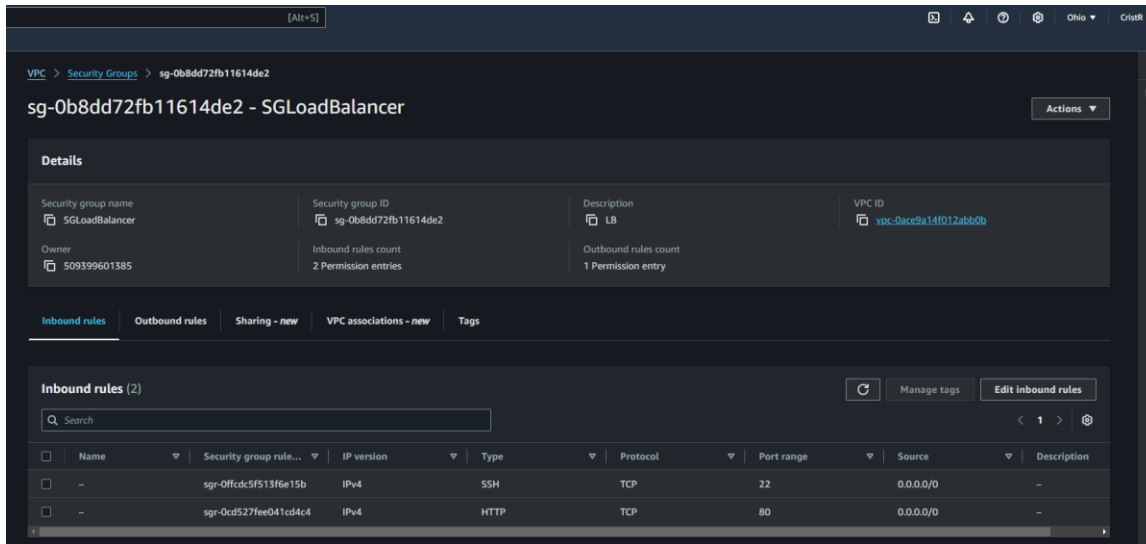 [Alt+S] Ohio CristR
VPC > Security Groups > sg-0b8dd72fb11614de2
sg-0b8dd72fb11614de2 - SGLoadBalancer
Actions
Details
Security group name Security group ID Description VPC ID
SGLoadBalancer sg-0b8dd72fb11614de2 LB vpc-0ace9a14f012abb0b
Owner Inbound rules count Outbound rules count
509399601385 2 Permission entries 1 Permission entry
Inbound rules Outbound rules Sharing - new VPC associations - new Tags
Inbound rules (2) Manage tags Edit inbound rules
Search < 1 >
Name Security group rule... IP version Type Protocol Port range Source Description
– sgr-0ffcdc5f513f6e15b IPv4 SSH TCP 22 0.0.0.0/0 –
– sgr-0cd527fee041cd4c4 IPv4 HTTP TCP 80 0.0.0.0/0 –